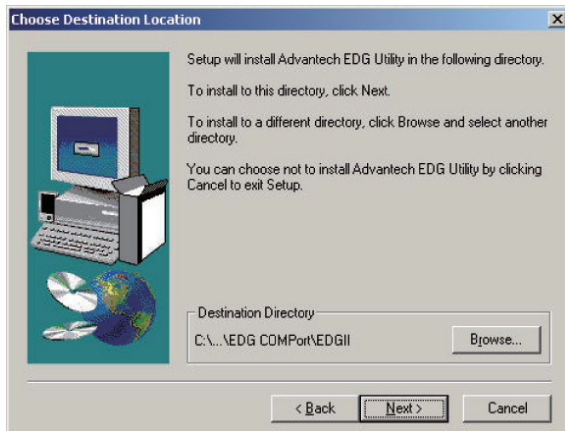 Choose Destination Location
Setup will install Advantech EDG Utility in the following directory.
To install to this directory, click Next.
To install to a different directory, click Browse and select another
directory.
You can choose not to install Advantech EDG Utility by clicking
Cancel to exit Setup.
Destination Directory
C:\...\EDG COMPort\EDGII
Browse...
< Back
Next >
Cancel